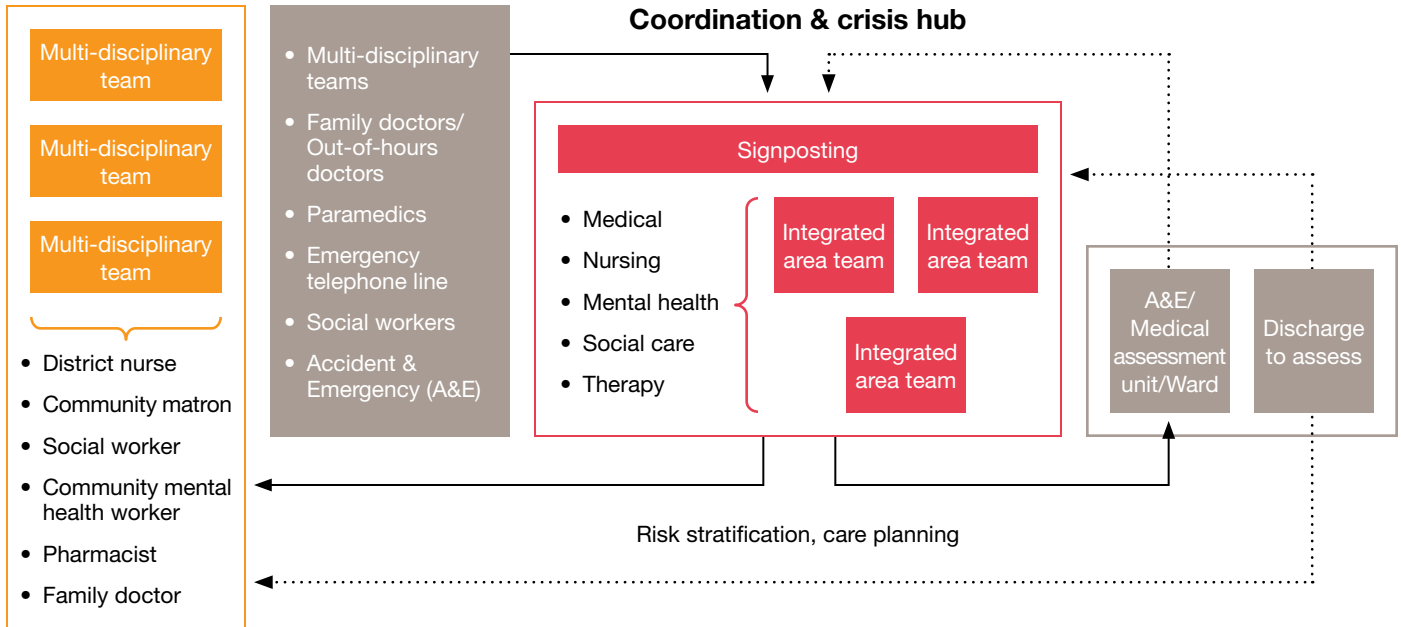 Coordination & crisis hub
Multi-disciplinary
team
Multi-disciplinary
team
Multi-disciplinary
team
• District nurse
• Community matron
• Social worker
• Community mental
health worker
• Pharmacist
• Family doctor
• Multi-disciplinary
teams
• Family doctors/
Out-of-hours
doctors
• Paramedics
• Emergency
telephone line
• Social workers
• Accident &
Emergency (A&E)
Signposting
• Medical
• Nursing
• Mental health
• Social care
• Therapy
Integrated
area team
Integrated
area team
Integrated
area team
A&E/
Medical
assessment
unit/Ward
Discharge
to assess
Risk stratification, care planning